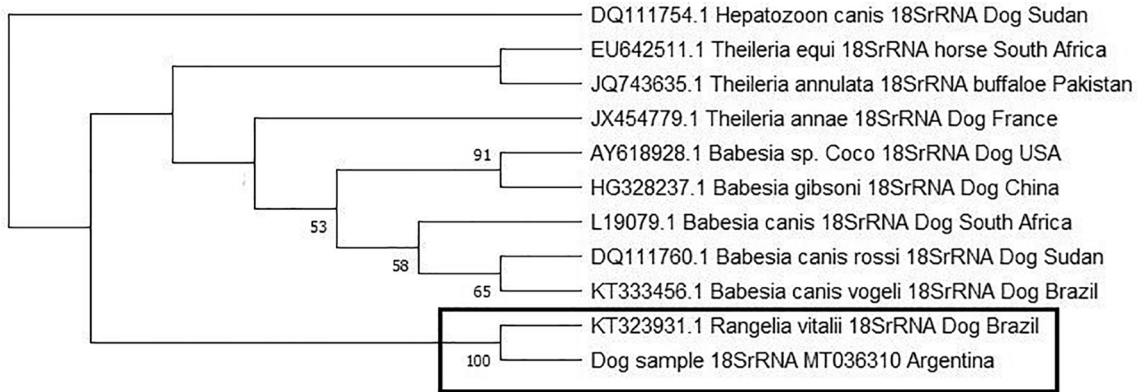 DQ111754.1 Hepatozoon canis 18SrRNA Dog Sudan
EU642511.1 Theileria equi 18SrRNA horse South Africa
JQ743635.1 Theileria annulata 18SrRNA buffaloe Pakistan
JX454779.1 Theileria annae 18SrRNA Dog France
91
AY618928.1 Babesia sp. Coco 18SrRNA Dog USA
HG328237.1 Babesia gibsoni 18SrRNA Dog China
53
L19079.1 Babesia canis 18SrRNA Dog South Africa
58
DQ111760.1 Babesia canis rossi 18SrRNA Dog Sudan
65
KT333456.1 Babesia canis vogeli 18SrRNA Dog Brazil
KT323931.1 Rangelia vitalii 18SrRNA Dog Brazil
100
Dog sample 18SrRNA MT036310 Argentina